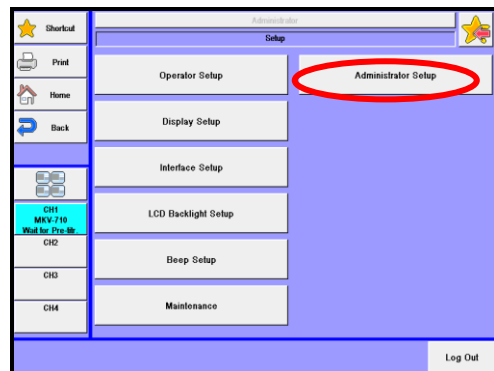 Shortcut
Administrator
Setup
Print
Operator Setup
Administrator Setup
Home
Back
Display Setup
Interface Setup
CH1
MKV-710
Wait for Pre-titr.
LCD Backlight Setup
CH2
Beep Setup
CH3
CH4
Maintenance
Log Out